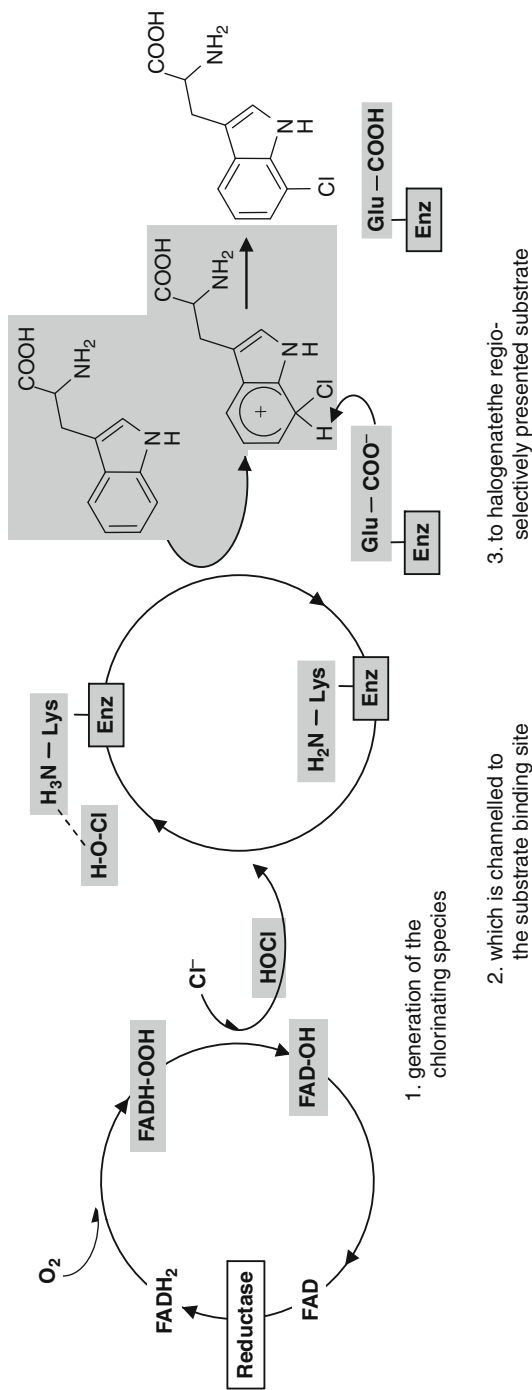 O2
FADH2
FADH-OOH
Reductase
FAD
FAD-OH
Cl–
HOCl
1. generation of the
chlorinating species
H3N – Lys
H-O-Cl
Enz
H2N – Lys
Enz
2. which is channelled to
the substrate binding site
COOH
NH2
N
H
COOH
NH2
N
H
+
Cl
H
Glu – COO–
Enz
3. to halogenatethe regio-
selectively presented substrate
COOH
NH2
N
H
Cl
Glu – COOH
Enz